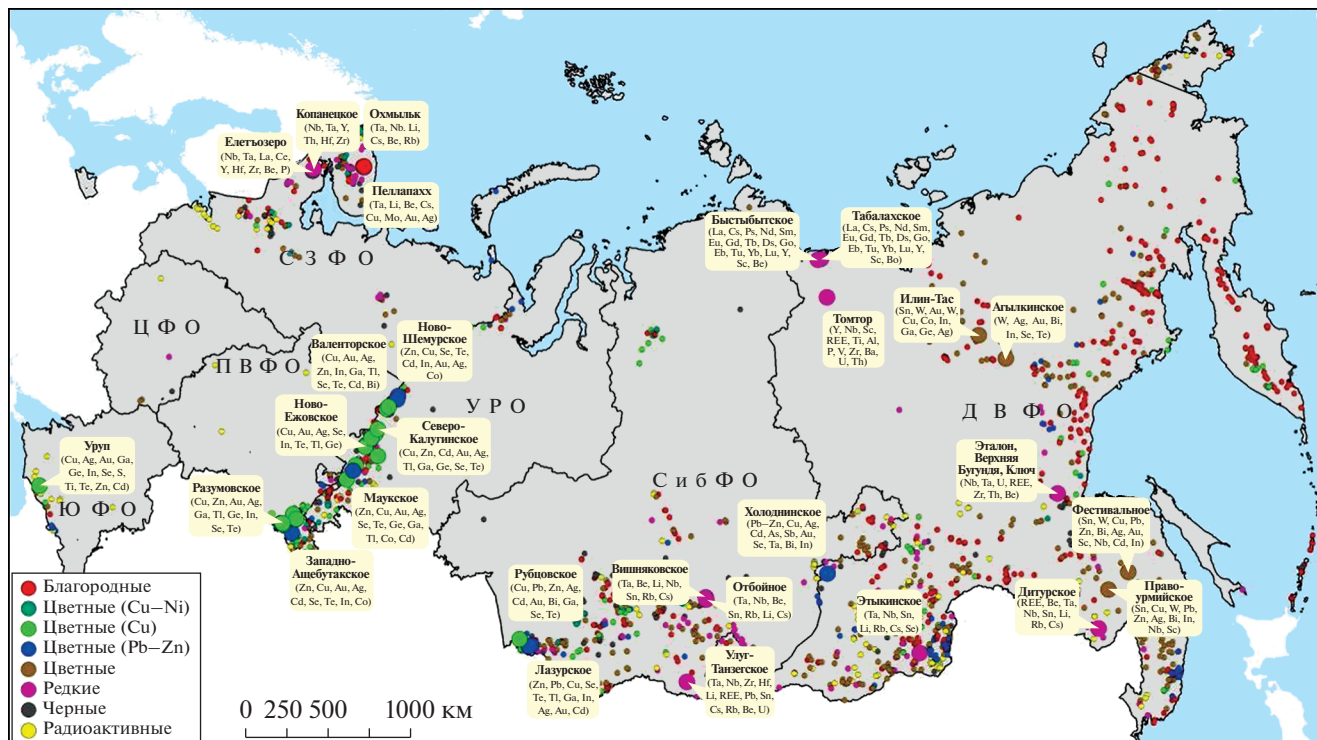 Копанецкое
(Nb, Ta, Y,
Th, Hf, Zr)
Охмыльк
(Ta, Nb. Li,
Cs, Be, Rb)
Елетъозеро
(Nb, Ta, La, Ce,
Y, Hf, Zr, Be, P)
Пеллапахх
(Ta, Li, Be, Cs,
Cu, Mo, Au, Ag)
Быстыбытское
(La, Cs, Ps, Nd, Sm,
Eu, Gd, Tb, Ds, Go,
Eb, Tu, Yb, Lu, Y,
Sc, Be)
Табалахское
(La, Cs, Ps, Nd, Sm,
Eu, Gd, Tb, Ds, Go,
Eb, Tu, Yb, Lu, Y,
Sc, Bo)
СЗФО
Илин-Тас
(Sn, W, Au, W,
Cu, Co, In,
Ga, Ge, Ag)
Агылкинское
(W, Ag, Au, Bi,
In, Se, Te)
Томтор
(Y, Nb, Sc,
REE, Ti, Al,
P, V, Zr, Ba,
U, Th)
ЦФО
Ново-
Шемурское
(Zn, Cu, Se, Te,
Cd, In, Au, Ag,
Co)
Валенторское
(Cu, Au, Ag,
Zn, In, Ga, Tl,
Se, Te, Cd, Bi)
ПВФО
УРО
ДВФО
Ново-
Ежовское
(Cu, Au, Ag, Se,
In, Te, Tl, Ge)
Северо-
Калугинское
(Cu, Zn, Cd, Au, Ag,
Tl, Ga, Ge, Se, Te)
Уруп
(Cu, Ag, Au, Ga,
Ge, In, Se, S,
Ti, Te, Zn, Cd)
ЮФО
Эталон,
Верхняя
Бугундя, Ключ
(Nb, Ta, U, REE,
Zr, Th, Be)
СибФО
Разумовское
(Cu, Zn, Au, Ag,
Ga, Tl, Ge, In,
Se, Te)
Маукское
(Zn, Cu, Au, Ag,
Se, Te, Ge, Ga,
Tl, Co, Cd)
Холоднинское
(Pb–Zn, Cu, Ag,
Cd, As, Sb, Au,
Se, Ta, Bi, In)
Фестивальное
(Sn, W, Cu, Pb,
Zn, Bi, Ag, Au,
Sc, Nb, Cd, In)
Западно-
Ащебутакское
(Zn, Cu, Au, Ag,
Cd, Se, Te, In, Co)
Рубцовское
(Cu, Pb, Zn, Ag,
Cd, Au, Bi, Ga,
Se, Te)
Вишняковское
(Ta, Be, Li, Nb,
Sn, Rb, Cs)
Отбойное
(Ta, Nb, Be,
Sn, Rb, Li, Cs)
Этыкинское
(Ta, Nb, Sn,
Li, Rb, Cs, Se)
Дитурское
(REE, Be, Ta,
Nb, Sn, Li,
Rb, Cs)
Право-
урмийское
(Sn, Cu, W, Pb,
Zn, Ag, Bi, In,
Nb, Sc)
Лазурское
(Zn, Pb, Cu, Se,
Te, Tl, Ga, In,
Ag, Au, Cd)
Улуг-
Танзегское
(Ta, Nb, Zr, Hf,
Li, REE, Pb, Sn,
Cs, Rb, Be, U)
Благородные
Цветные (Cu–Ni)
Цветные (Cu)
Цветные (Pb–Zn)
Цветные
Редкие
Черные
Радиоактивные
0 250 500 1000 км